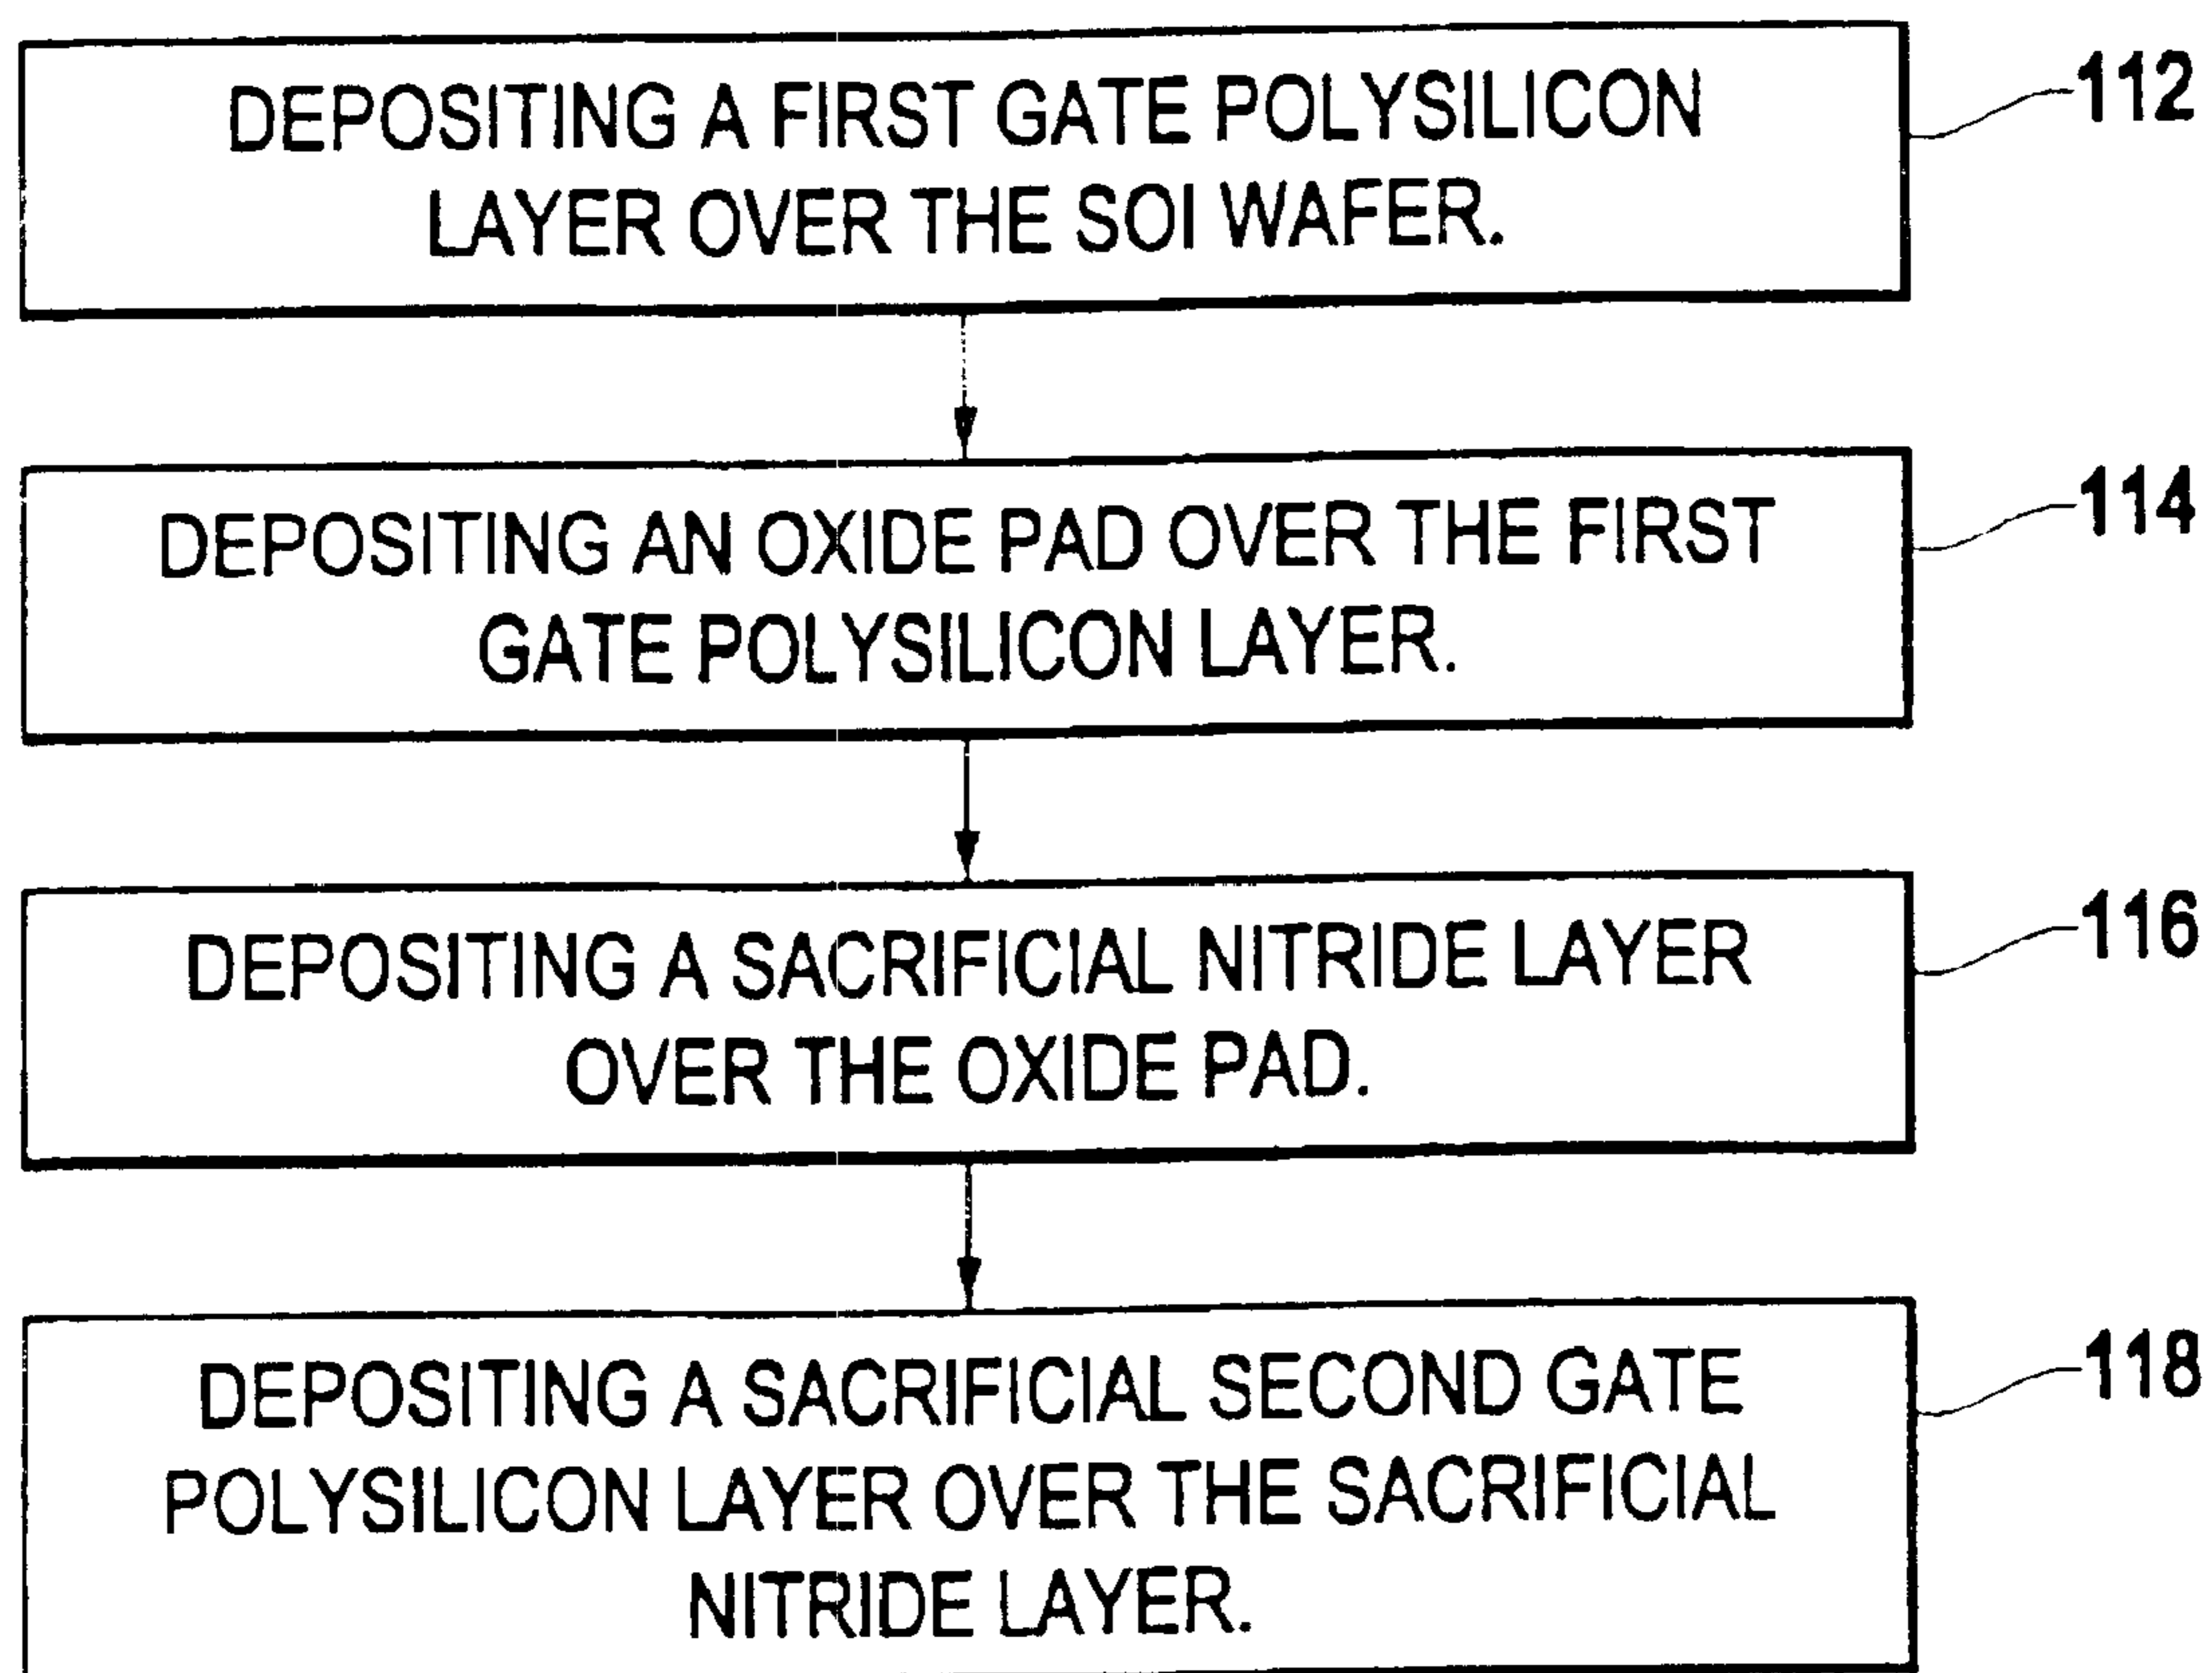 DEPOSITING A FIRST GATE POLYSILICON
LAYER OVER THE SOI WAFER.
112
DEPOSITING AN OXIDE PAD OVER THE FIRST
GATE POLYSILICON LAYER.
114
DEPOSITING A SACRIFICIAL NITRIDE LAYER
OVER THE OXIDE PAD.
116
DEPOSITING A SACRIFICIAL SECOND GATE
POLYSILICON LAYER OVER THE SACRIFICIAL
NITRIDE LAYER.
118